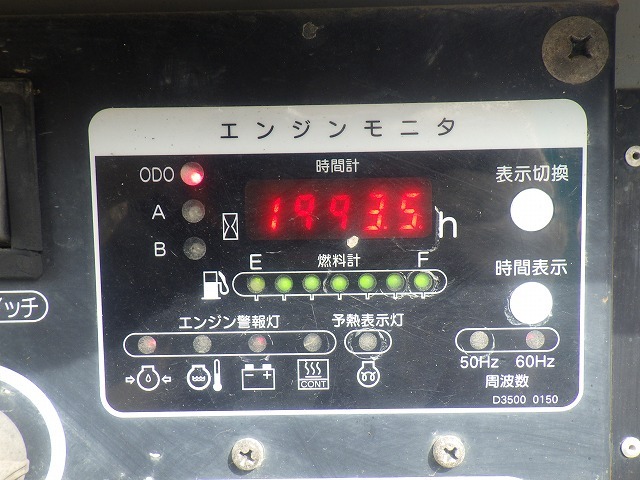 エンジンモニタ
時間計
ODO
表示切換
A
1993.5 h
B
E 燃料計 F
時間表示
ッチ
エンジン警報灯 予熱表示灯
50Hz 60Hz
CONT
周波数
D3500 0150